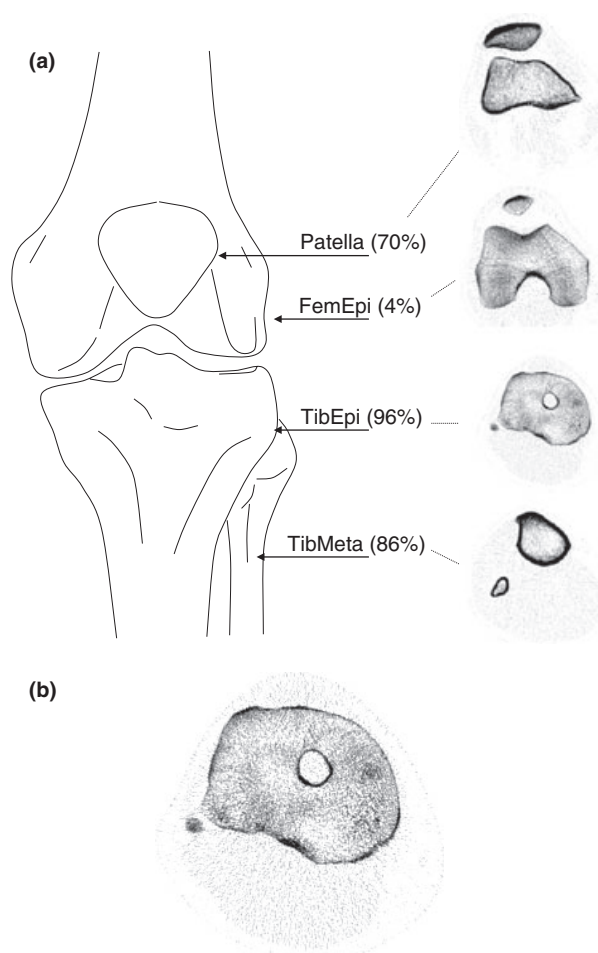 (a)
Patella (70%)
FemEpi (4%)
TibEpi (96%)
TibMeta (86%)
(b)